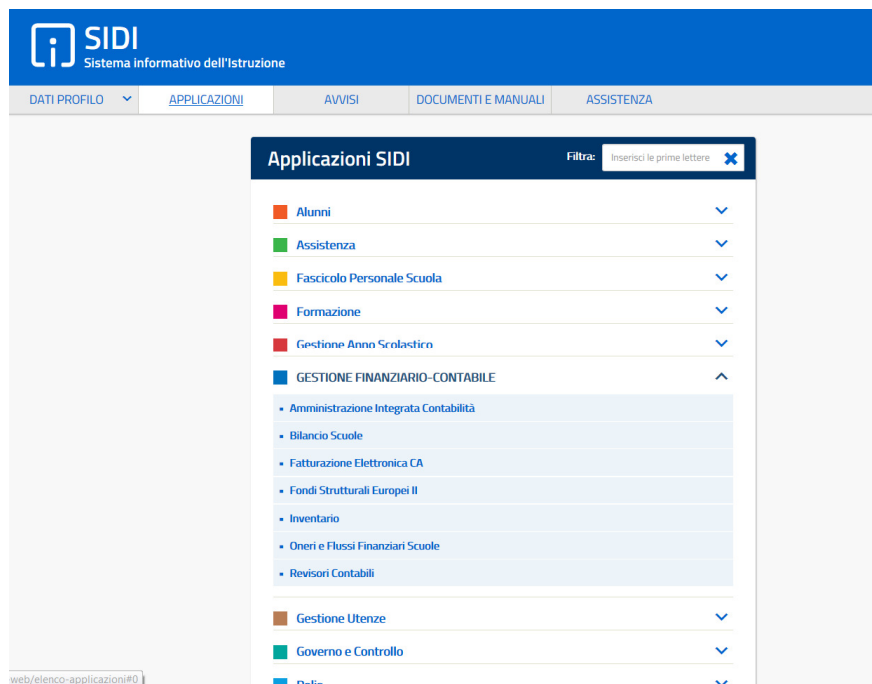 SIDI
Sistema informativo dell'Istruzione
DATI PROFILO APPLICAZIONI AVVISI DOCUMENTI E MANUALI ASSISTENZA
Applicazioni SIDI Filtra: Inserisci le prime lettere
Alunni
Assistenza
Fascicolo Personale Scuola
Formazione
Gestione Anno Scolastico
GESTIONE FINANZIARIO-CONTABILE
Amministrazione Integrata Contabilità
Bilancio Scuole
Fatturazione Elettronica CA
Fondi Strutturali Europei II
Inventario
Oneri e Flussi Finanziari Scuole
Revisori Contabili
Gestione Utenze
Governo e Controllo
web/elenco-applicazioni#0